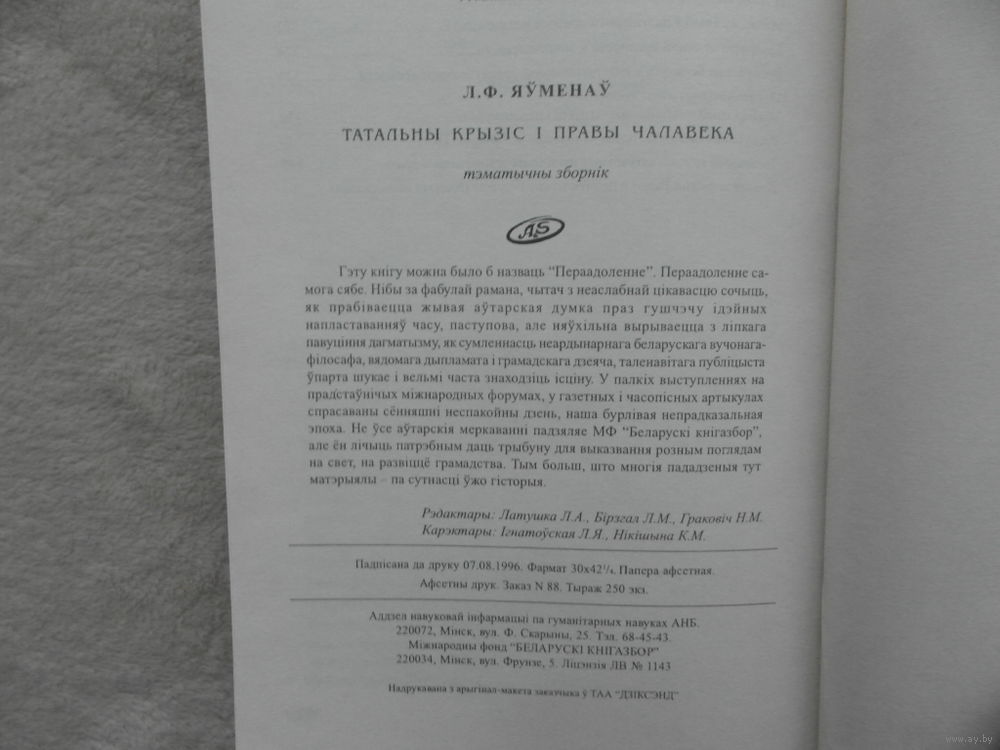 Л.Ф. ЯЎМЕНАЎ
ТАТАЛЬНЫ КРЫЗІС І ПРАВЫ ЧАЛАВЕКА
тэматычны зборнік
AS
Гэту кнігу можна было б назваць “Пераадоленне”. Пераадоленне са-
мога сябе. Нібы за фабулай рамана, чытач з неаслабнай цікавасцю сочыць,
як прабіваецца жывая аўтарская думка праз гушчэчу ідэйных
напластаванняў часу, паступова, але няўхільна вырываецца з ліпкага
павуціння дагматызму, як сумленнасць неардынарнага беларускага вучонага-
філосафа, вядомага дыпламата і грамадскага дзеяча, таленавітага публіцыста
ўпарта шукае і вельмі часта знаходзіць ісціну. У палкіх выступленнях на
прадстаўнічых міжнародных форумах, у газетных і часопісных артыкулах
спрасаваны сённяшні неспакойны дзень, наша бурлівая непрадказальная
эпоха. Не ўсе аўтарскія меркаванні падзяляе МФ “Беларускі кнігазбор”,
але ён лічыць патрэбным даць трыбуну для выказвання розным поглядам
на свет, на развіццё грамадства. Тым больш, што многія пададзеныя тут
матэрыялы – па сутнасці ўжо гісторыя.
Рэдактары: Латушка Л.А., Бірзгал Л.М., Граковіч Н.М.
Карэктары: Ігнатоўская Л.Я., Нікішына К.М.
Падпісана да друку 07.08.1996. Фармат 30х42¹/₄. Папера афсетная.
Афсетны друк. Заказ N 88. Тыраж 250 экз.
Аддзел навуковай інфармацыі па гуманітарных навуках АНБ.
220072, Мінск, вул. Ф. Скарыны, 25. Тэл. 68-45-43.
Міжнародны фонд “БЕЛАРУСКІ КНІГАЗБОР”
220034, Мінск, вул. Фрунзе, 5. Ліцэнзія ЛВ № 1143
Надрукавана з арыгінал-макета заказчыка ў ТАА “ДЗІКСЭНД”
www.ay.by